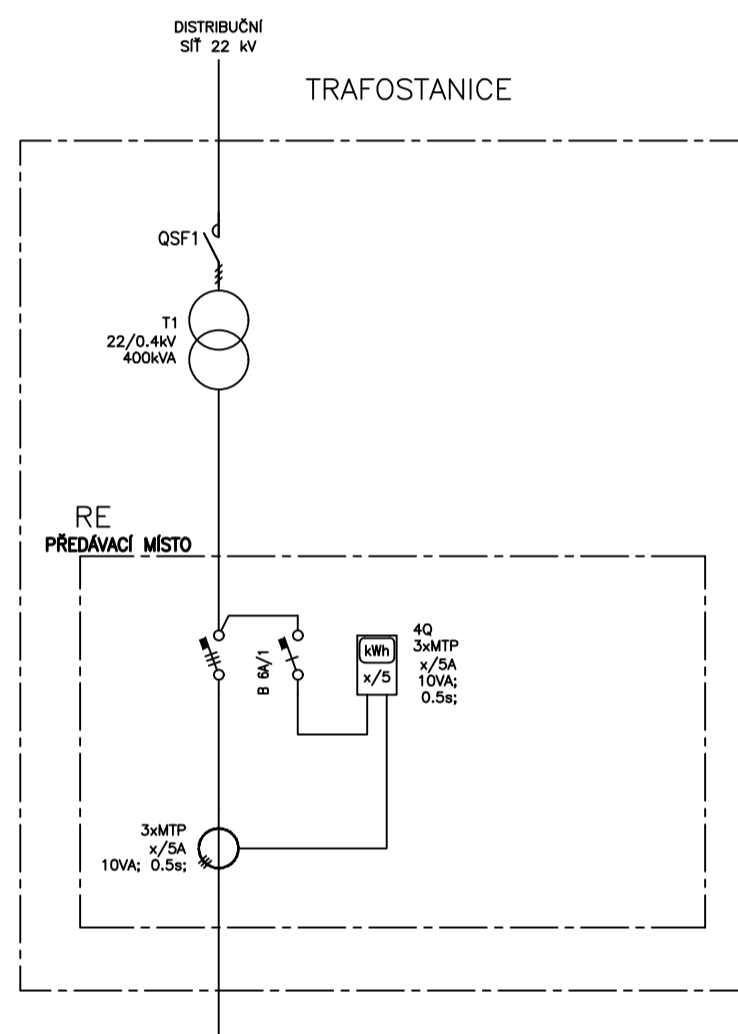 DISTRIBUČNÍ
SÍŤ 22 kV
TRAFOSTANICE
QSF1
T1
22/0.4kV
400kVA
RE
PŘEDÁVACÍ MÍSTO
B 6A/1
kWh
x/5
4Q
3xMTP
x/5A
10VA;
0.5s;
3xMTP
x/5A
10VA; 0.5s;